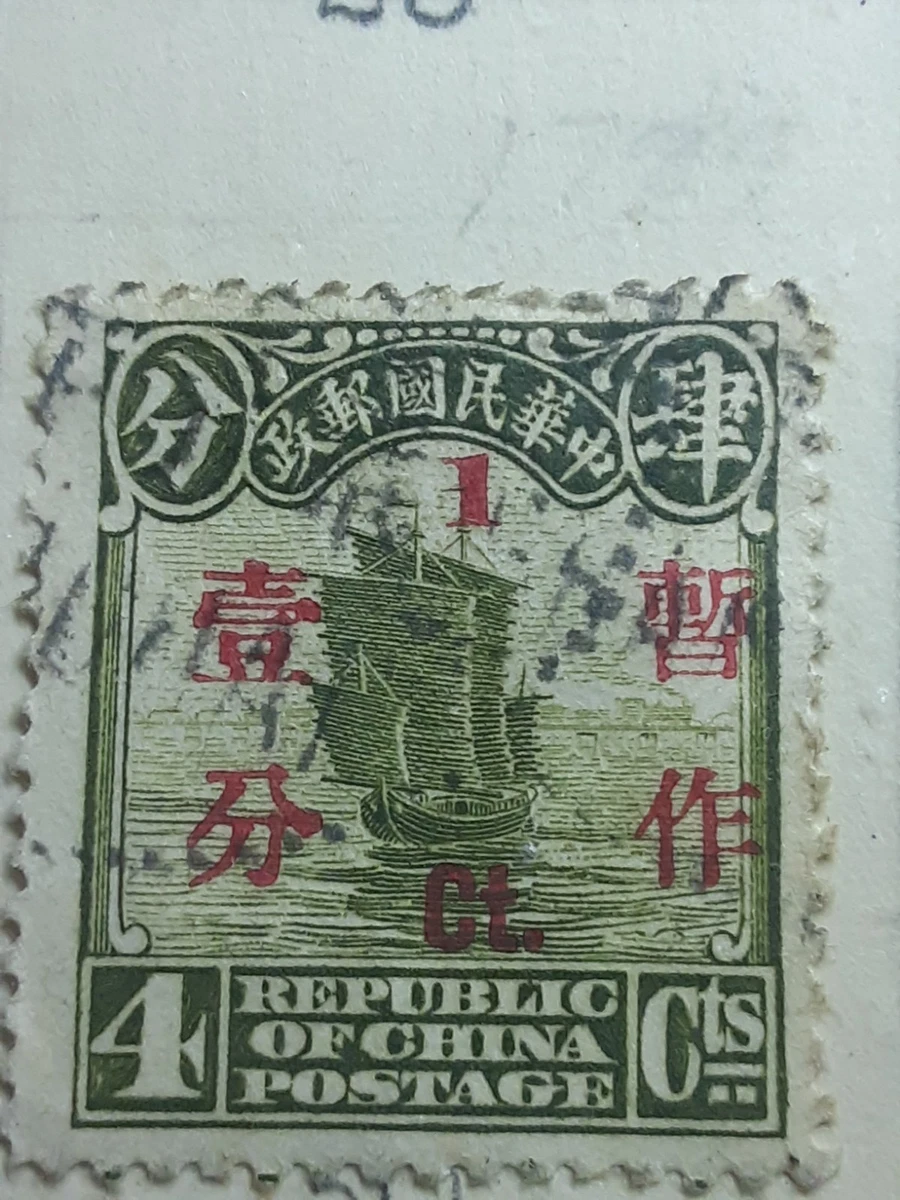 肆 中華民國郵政 分
1
暫作
壹分
Ct.
4 REPUBLIC Cts
OF CHINA
POSTAGE